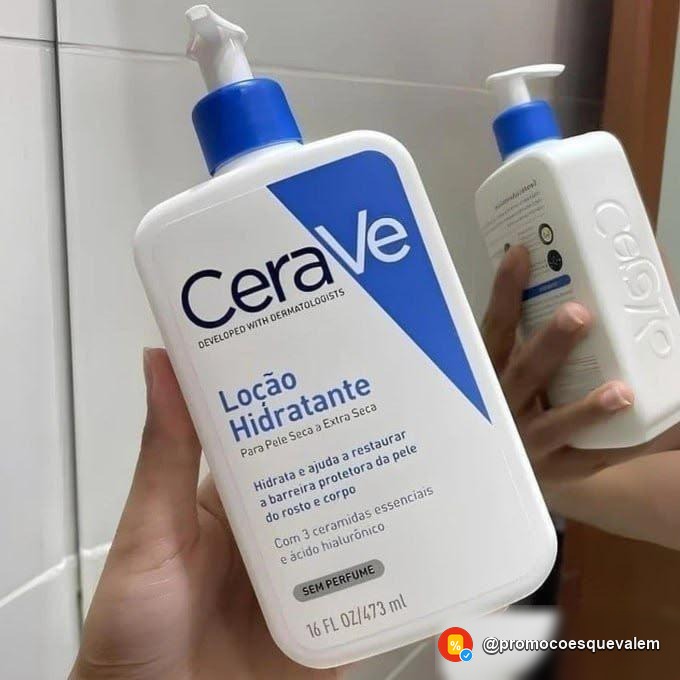 CeraVe
DEVELOPED WITH DERMATOLOGISTS
Loção
Hidratante
Para Pele Seca a Extra Seca
Hidrata e ajuda a restaurar
a barreira protetora da pele
do rosto e corpo
Com 3 ceramidas essenciais
e ácido hialurônico
SEM PERFUME
16 FL OZ/473 ml
@promocoesquevalem